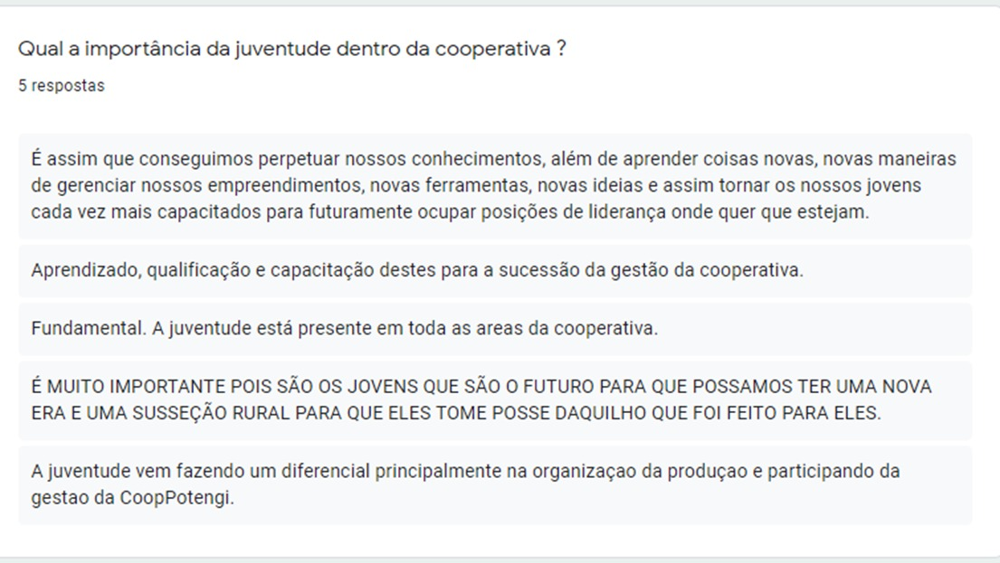 Qual a importância da juventude dentro da cooperativa ?
5 respostas
É assim que conseguimos perpetuar nossos conhecimentos, além de aprender coisas novas, novas maneiras
de gerenciar nossos empreendimentos, novas ferramentas, novas ideias e assim tornar os nossos jovens
cada vez mais capacitados para futuramente ocupar posições de liderança onde quer que estejam.
Aprendizado, qualificação e capacitação destes para a sucessão da gestão da cooperativa.
Fundamental. A juventude está presente em toda as areas da cooperativa.
É MUITO IMPORTANTE POIS SÃO OS JOVENS QUE SÃO O FUTURO PARA QUE POSSAMOS TER UMA NOVA
ERA E UMA SUSSEÇÃO RURAL PARA QUE ELES TOME POSSE DAQUILHO QUE FOI FEITO PARA ELES.
A juventude vem fazendo um diferencial principalmente na organizaçao da produçao e participando da
gestao da CoopPotengi.